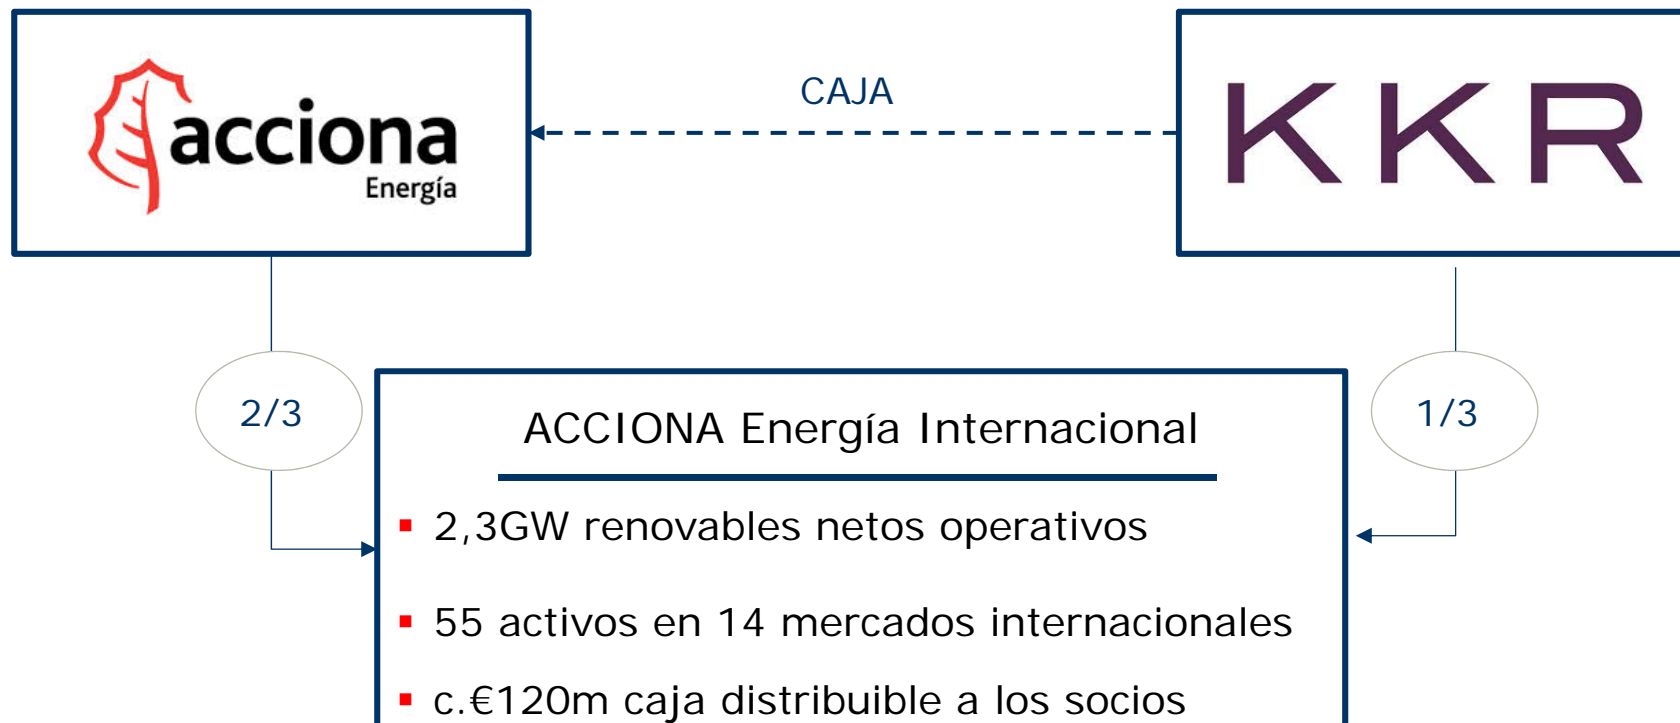 acciona
Energía
CAJA
KKR
2/3
1/3
ACCIONA Energía Internacional
2,3GW renovables netos operativos
55 activos en 14 mercados internacionales
c.€120m caja distribuible a los socios